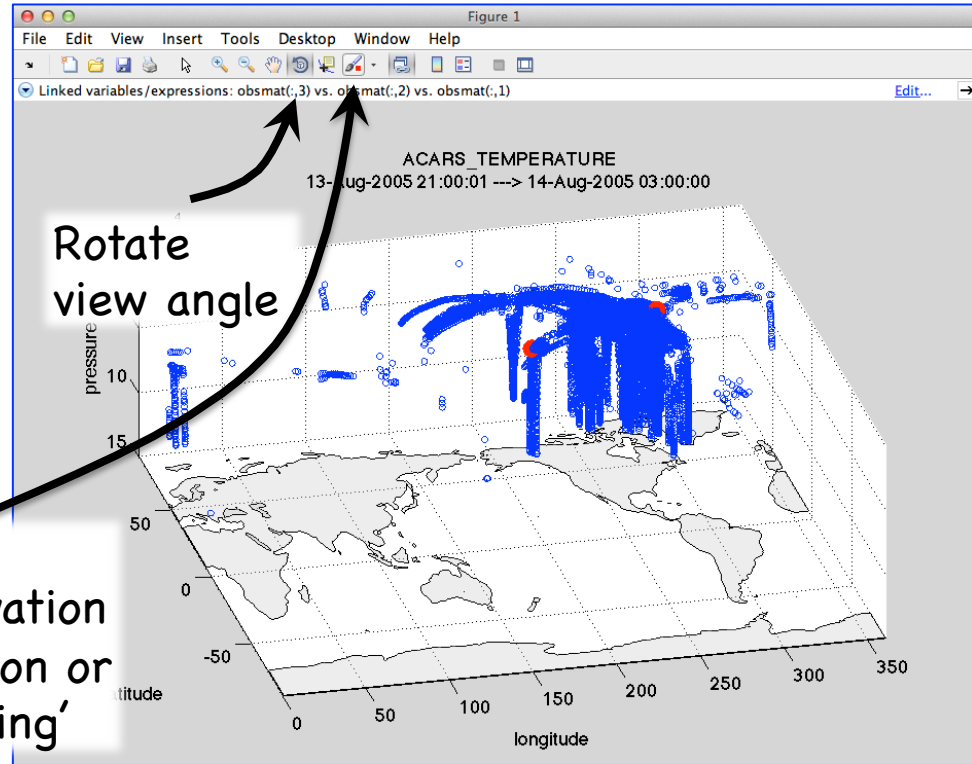 Figure 1
File Edit View Insert Tools Desktop Window Help
Linked variables/expressions: obsmat(:,3) vs. obsmat(:,2) vs. obsmat(:,1)
Edit...
ACARS_TEMPERATURE
13-Aug-2005 21:00:01 ---> 14-Aug-2005 03:00:00
Rotate
view angle
pressure
10
15
50
0
-50
vation
on or
ing’
titude
0
50
100
150
200
250
300
350
longitude